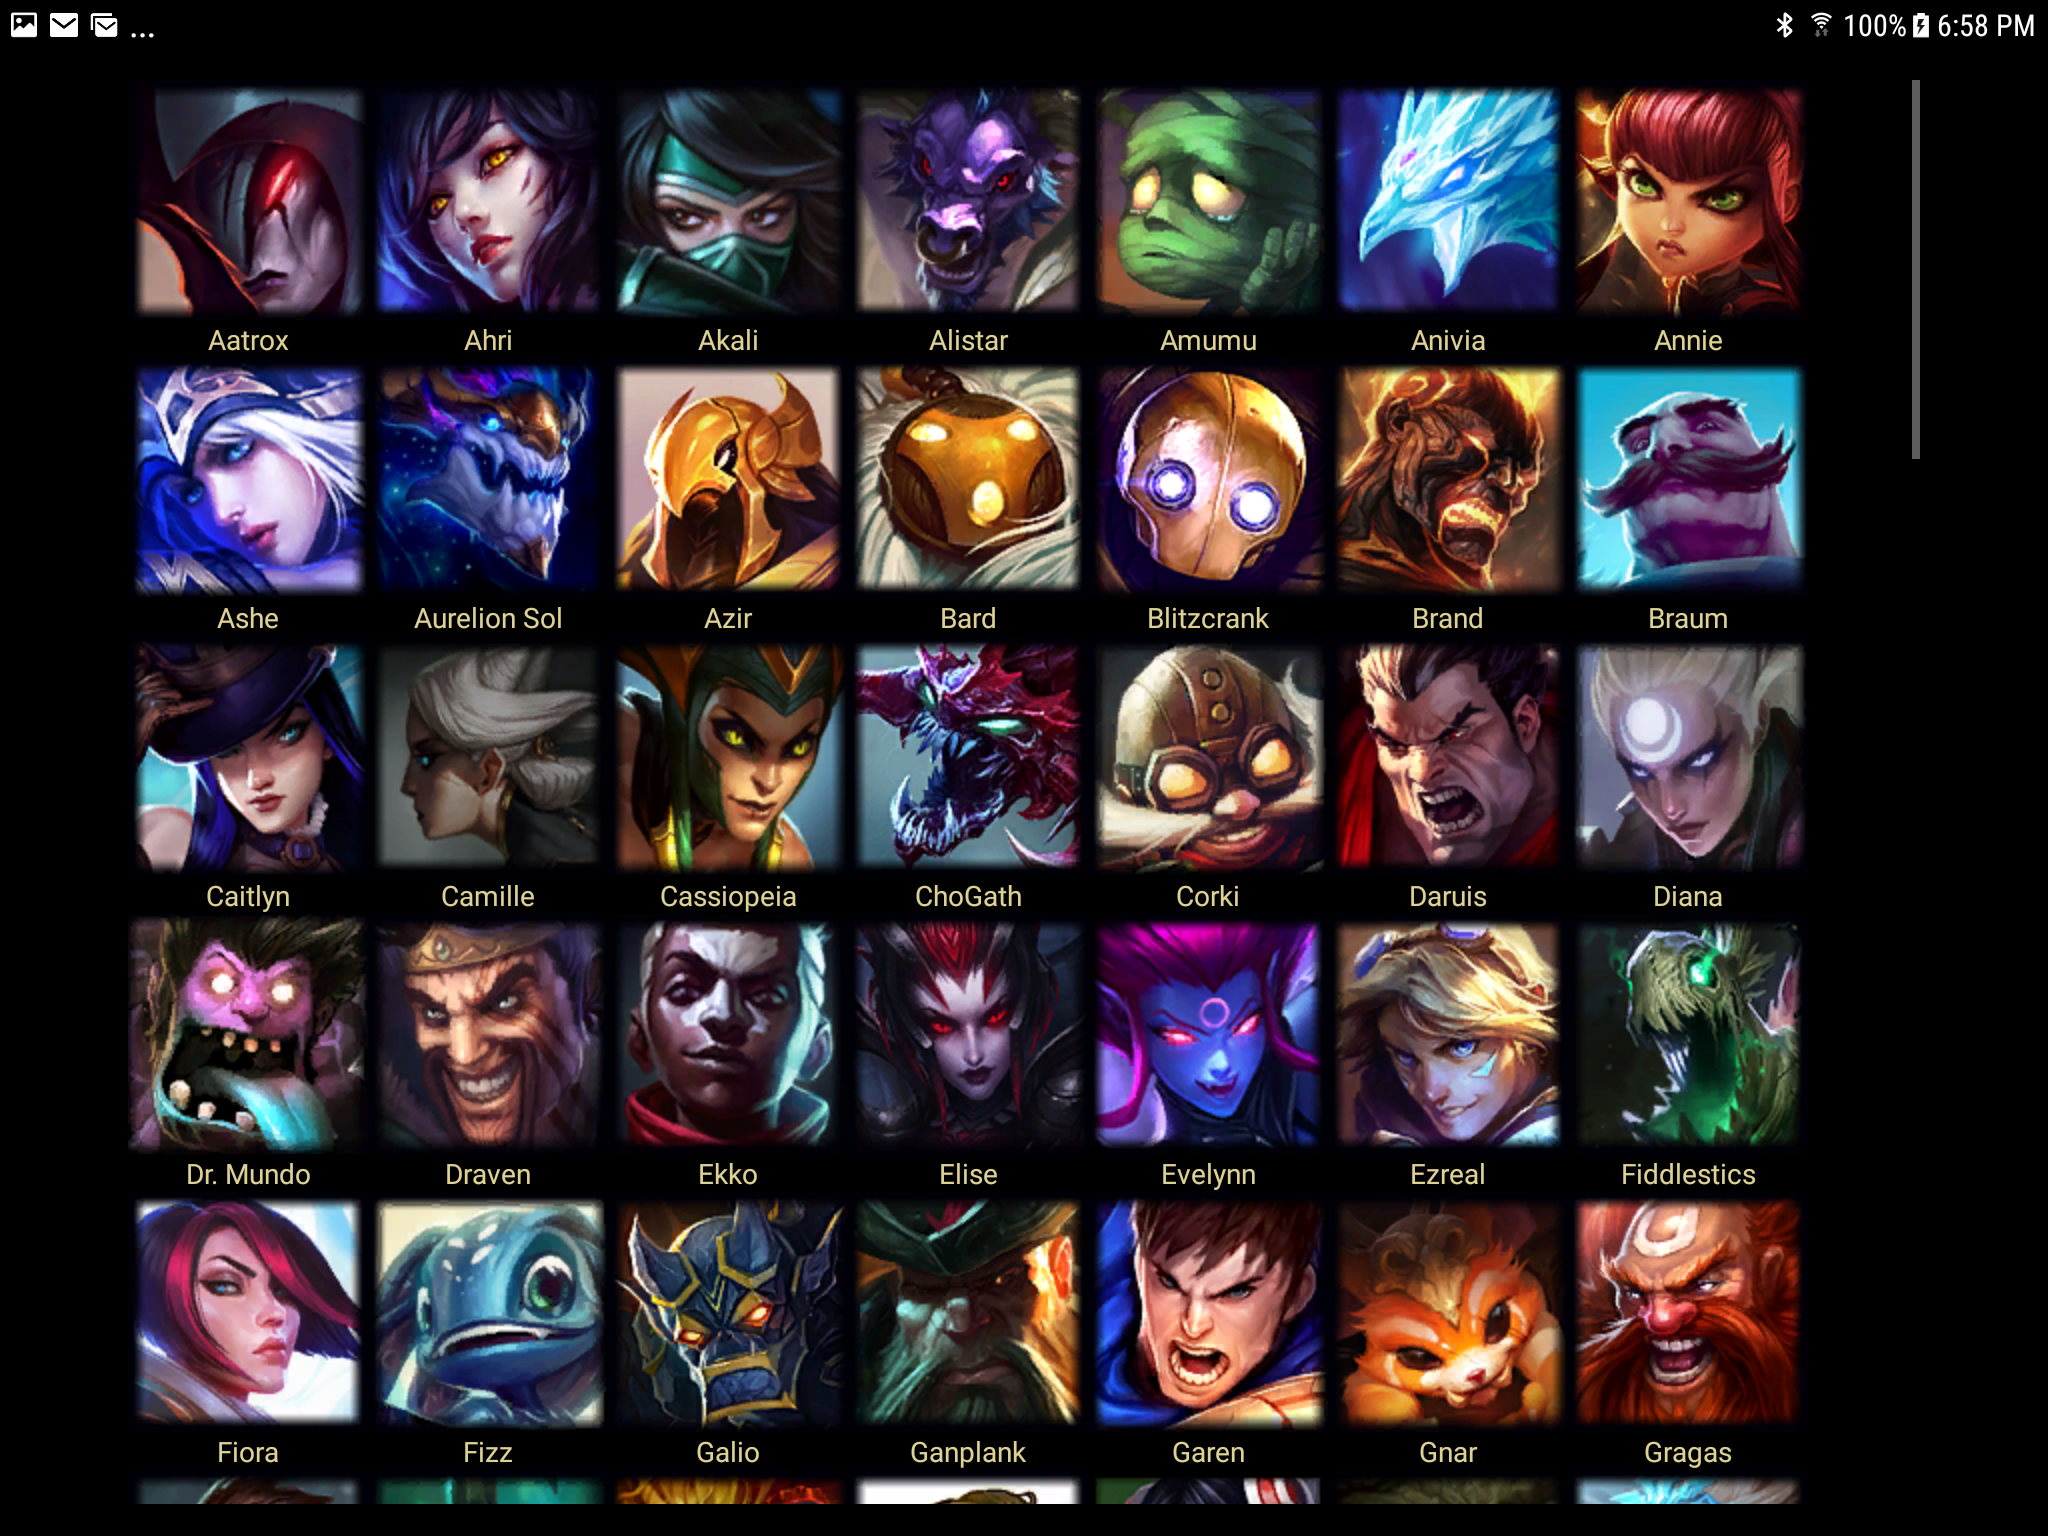 ... 100% 6:58 PM
Aatrox Ahri Akali Alistar Amumu Anivia Annie
Ashe Aurelion Sol Azir Bard Blitzcrank Brand Braum
Caitlyn Camille Cassiopeia ChoGath Corki Daruis Diana
Dr. Mundo Draven Ekko Elise Evelynn Ezreal Fiddlestics
Fiora Fizz Galio Ganplank Garen Gnar Gragas